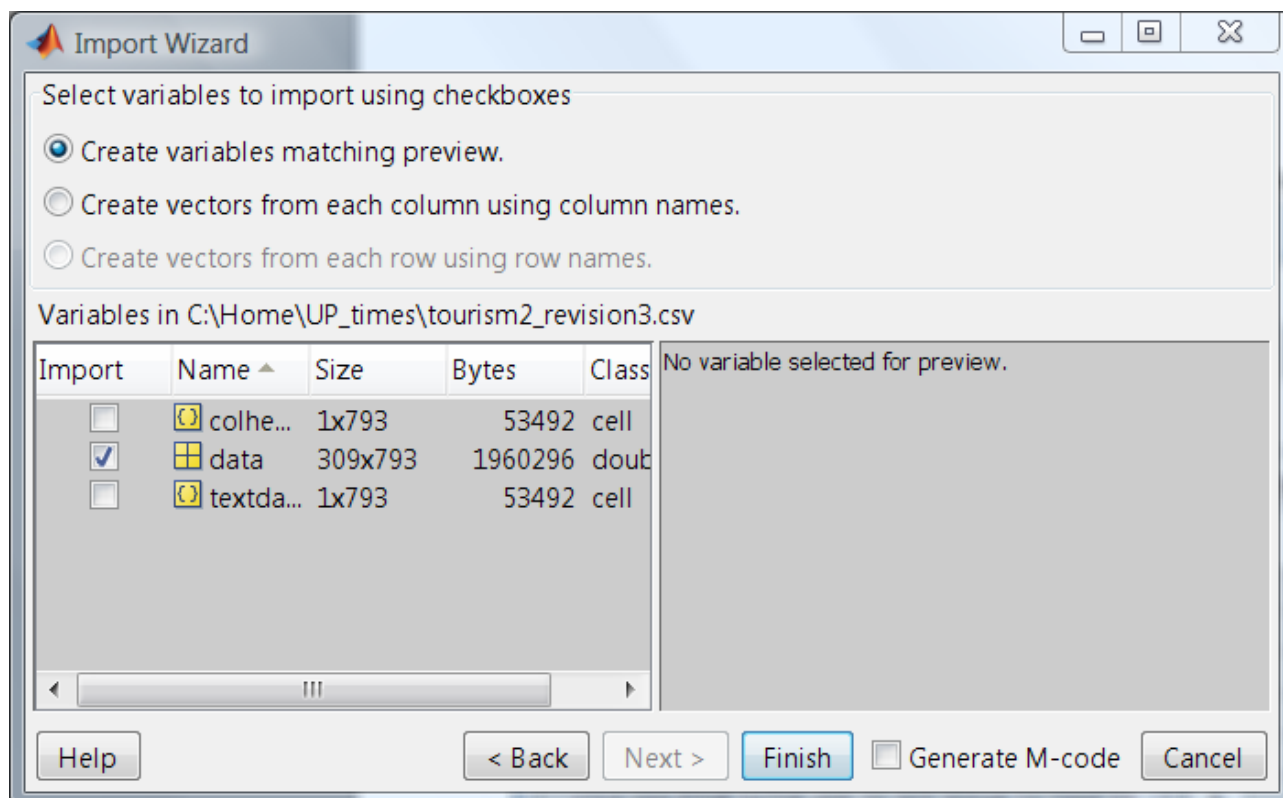 Import Wizard
Select variables to import using checkboxes
Create variables matching preview.
Create vectors from each column using column names.
Create vectors from each row using row names.
Variables in C:\Home\UP_times\tourism2_revision3.csv
Import Name Size Bytes Class
No variable selected for preview.
colhe... 1x793 53492 cell
data 309x793 1960296 doub
textda... 1x793 53492 cell
Help < Back Next > Finish Generate M-code Cancel